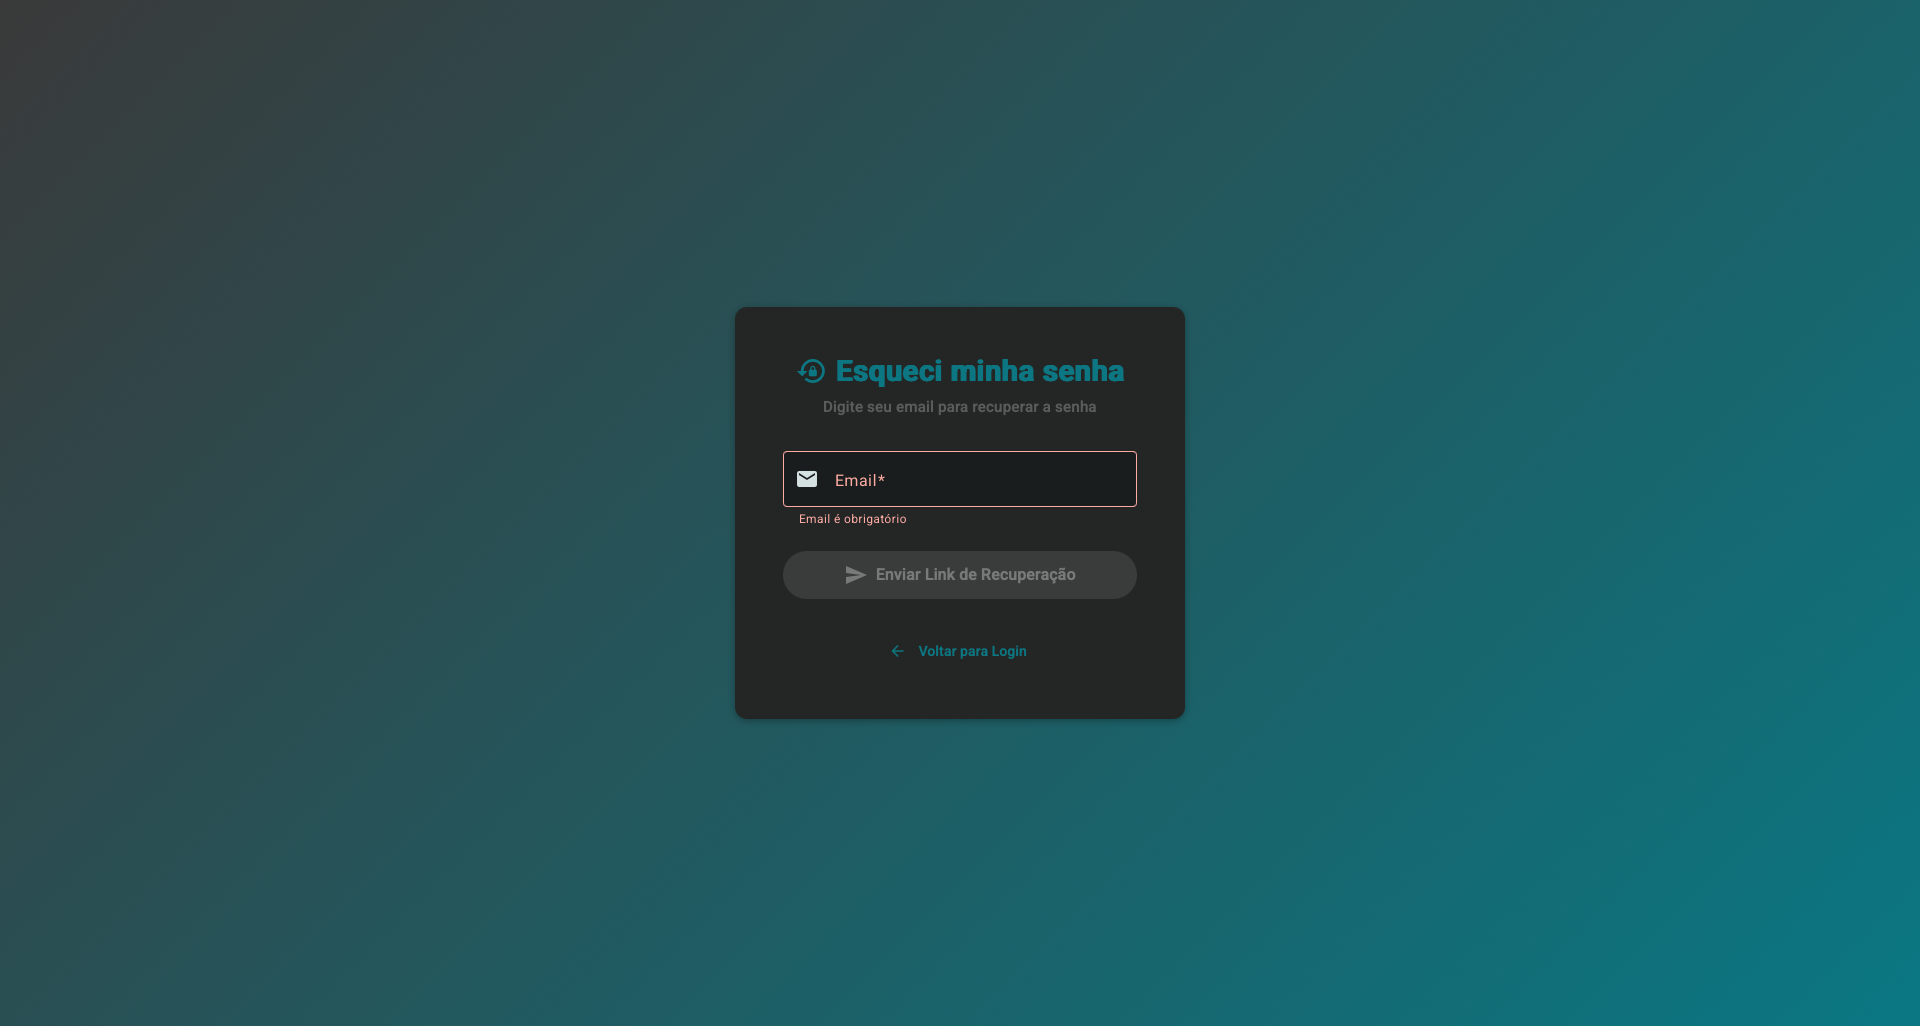 Esqueci minha senha
Digite seu email para recuperar a senha
Email*
Email é obrigatório
Enviar Link de Recuperação
Voltar para Login